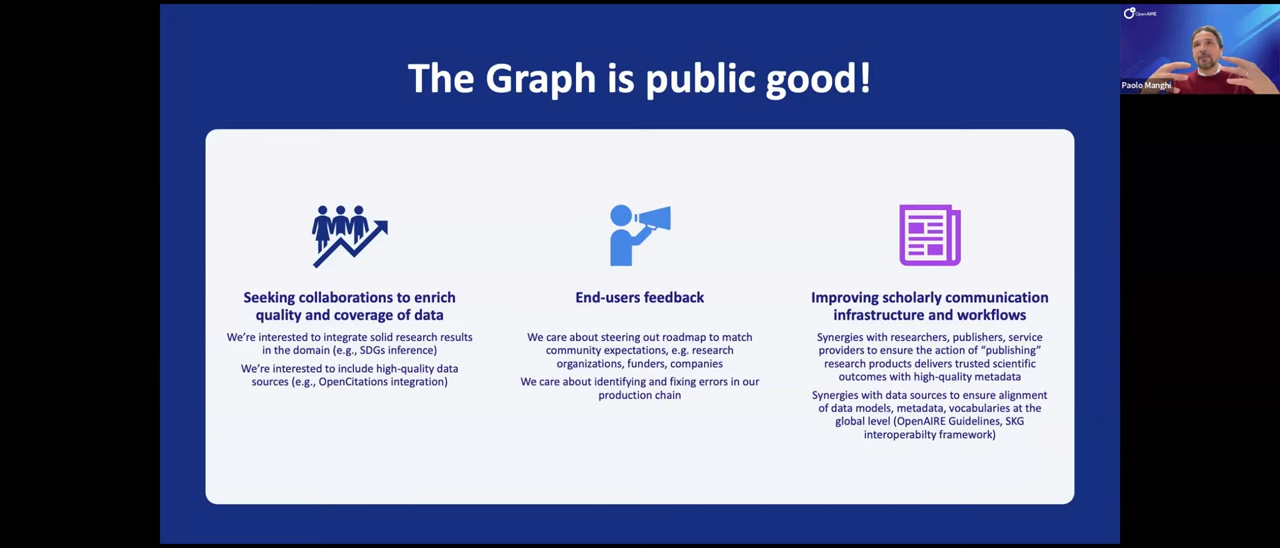 The Graph is public good!
Seeking collaborations to enrich
quality and coverage of data
We're interested to integrate solid research results
in the domain (e.g., SDGs inference)
We're interested to include high-quality data
sources (e.g., OpenCitations integration)
End-users feedback
We care about steering out roadmap to match
community expectations, e.g. research
organizations, funders, companies
We care about identifying and fixing errors in our
production chain
Improving scholarly communication
infrastructure and workflows
Synergies with researchers, publishers, service
providers to ensure the action of “publishing”
research products delivers trusted scientific
outcomes with high-quality metadata
Synergies with data sources to ensure alignment
of data models, metadata, vocabularies at the
global level (OpenAIRE Guidelines, SKG
interoperabilty framework)
OpenAIRE
Paolo Manghi